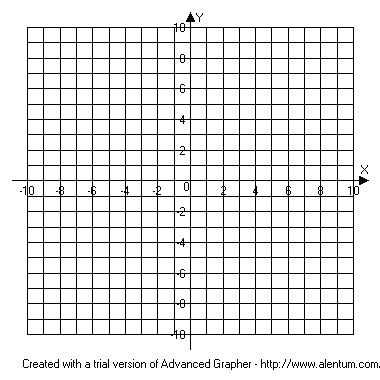 Y
10
8
6
4
2
X
-10 -8 -6 -4 -2 0 2 4 6 8 10
-2
-4
-6
-8
-10
Created with a trial version of Advanced Grapher - http://www.alentum.com.